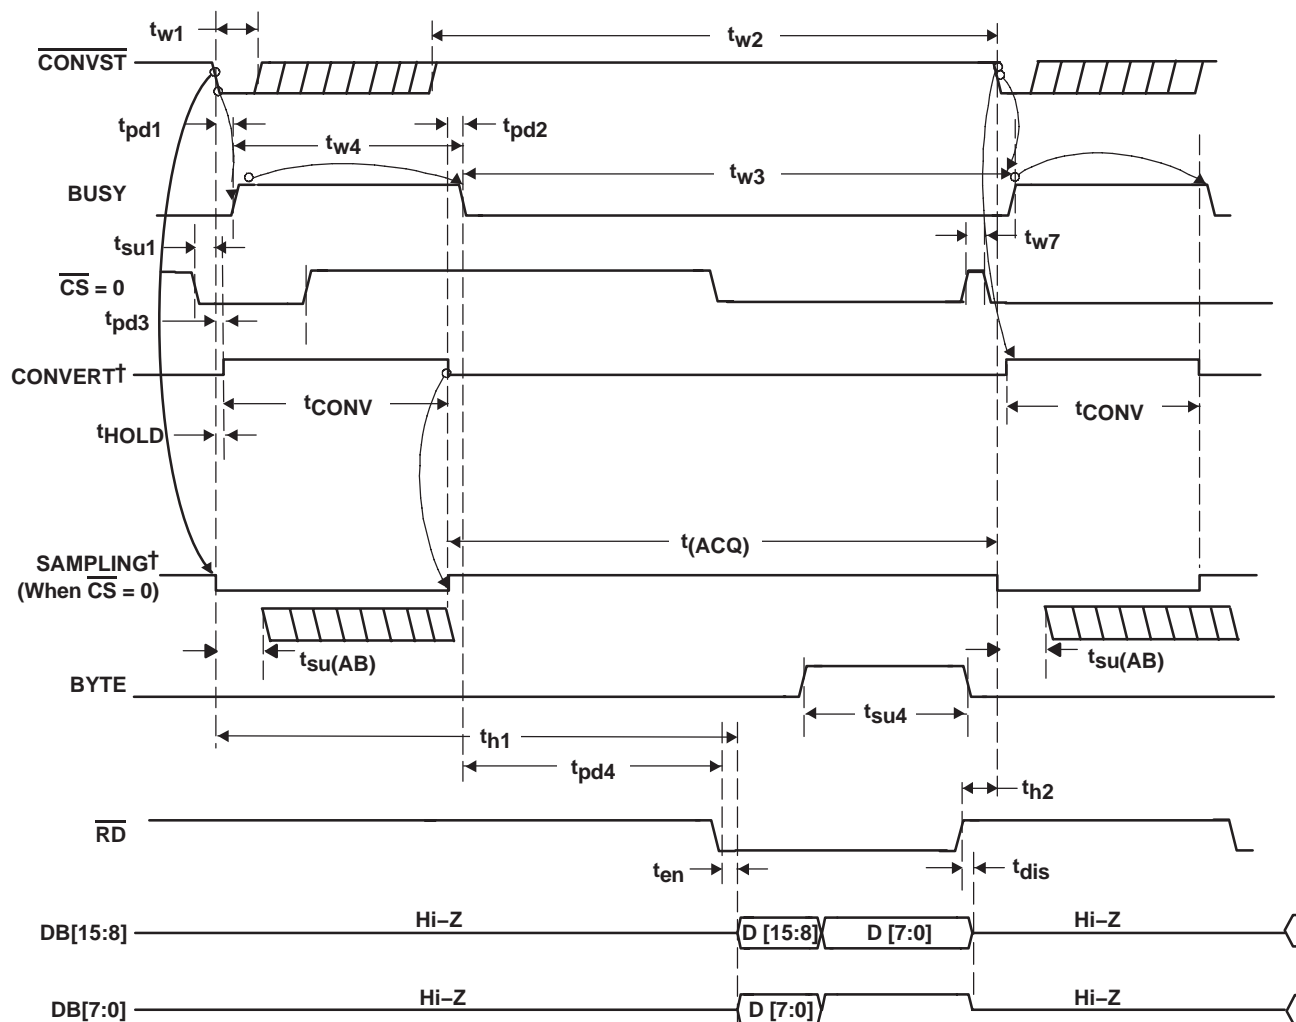 tw1
tw2
CONVST
tpd1
tw4
tpd2
tw3
BUSY
tsu1
tw7
CS = 0
tpd3
CONVERT†
tCONV
tCONV
tHOLD
t(ACQ)
SAMPLING†
(When CS = 0)
tsu(AB)
tsu(AB)
BYTE
tsu4
th1
tpd4
th2
RD
ten
tdis
Hi–Z
Hi–Z
DB[15:8]
D [15:8]
D [7:0]
Hi–Z
Hi–Z
DB[7:0]
D [7:0]